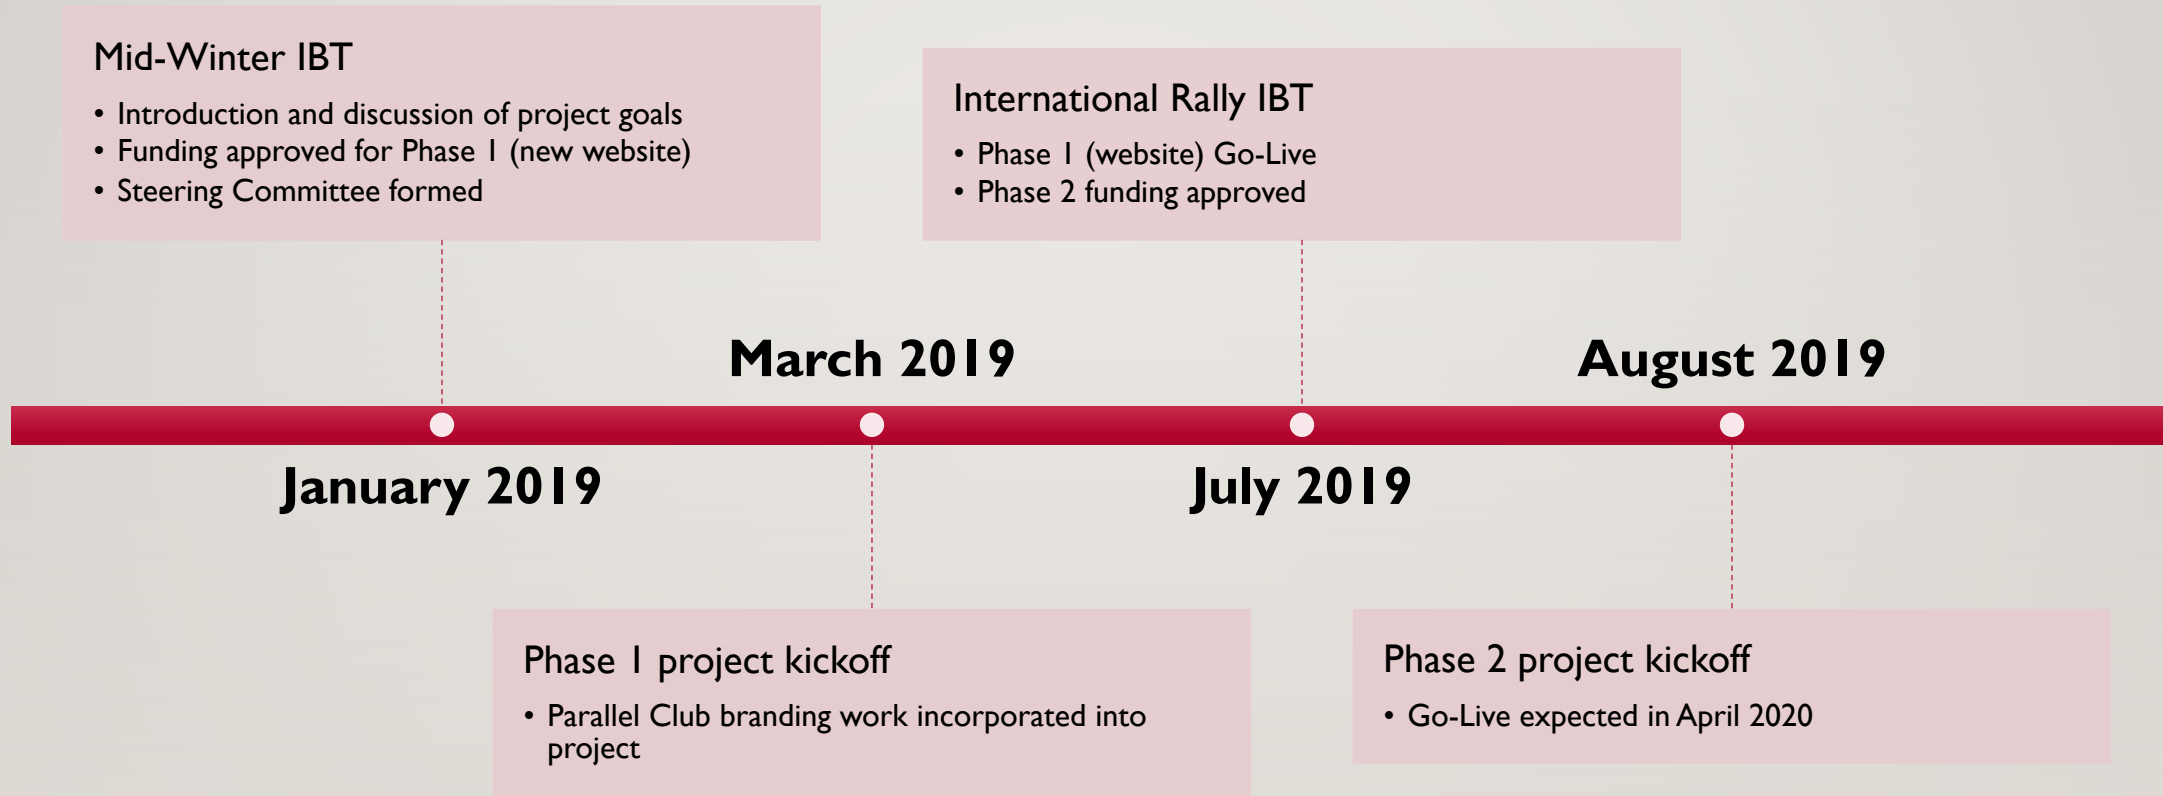 Mid-Winter IBT
• Introduction and discussion of project goals
• Funding approved for Phase 1 (new website)
• Steering Committee formed
International Rally IBT
• Phase 1 (website) Go-Live
• Phase 2 funding approved
March 2019
August 2019
January 2019
July 2019
Phase 1 project kickoff
• Parallel Club branding work incorporated into
project
Phase 2 project kickoff
• Go-Live expected in April 2020